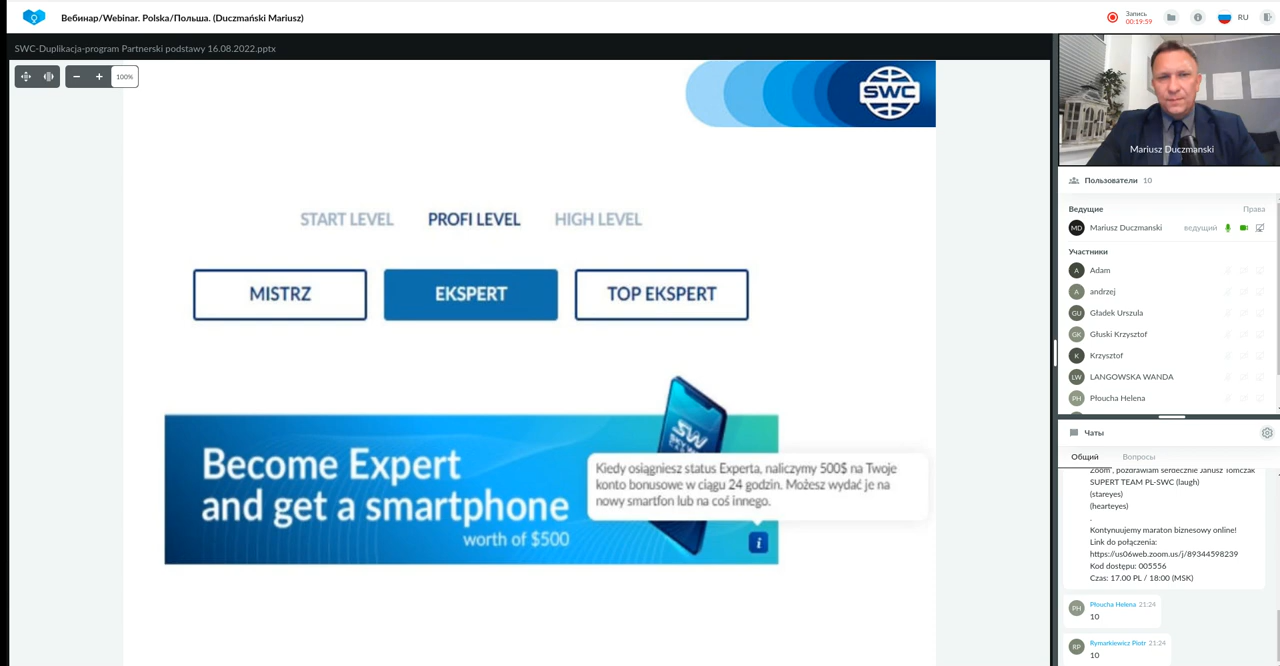 Вебинар/Webinar. Polska/Польша. (Duczmański Mariusz)
Запись
00:19:59
RU
SWC-Duplikacja-program Partnerski podstawy 16.08.2022.pptx
100%
SWC
START LEVEL PROFI LEVEL HIGH LEVEL
MISTRZ EKSPERT TOP EKSPERT
Become Expert
and get a smartphone
worth of $500
Kiedy osiągniesz status Experta, naliczymy 500$ na Twoje
konto bonusowe w ciągu 24 godzin. Możesz wydać je na
nowy smartfon lub na coś innego.
i
Mariusz Duczmanski
Пользователи 10
Ведущие Права
MD Mariusz Duczmanski ведущий
Участники
A Adam
A andrzej
GU Gładek Urszula
GK Głuski Krzysztof
K Krzysztof
LW LANGOWSKA WANDA
PH Płoucha Helena
Чаты
Общий Вопросы
Zoom", pozdrawiam serdecznie Janusz Tomczak
SUPER TEAM PL-SWC (laugh)
(stareyes)
(hearteyes)
.
Kontynuujemy maraton biznesowy online!
Link do połączenia:
https://us06web.zoom.us/j/89344598239
Kod dostępu: 005556
Czas: 17.00 PL / 18:00 (MSK)
PH Płoucha Helena 21:24
10
RP Rymarkiewicz Piotr 21:24
10